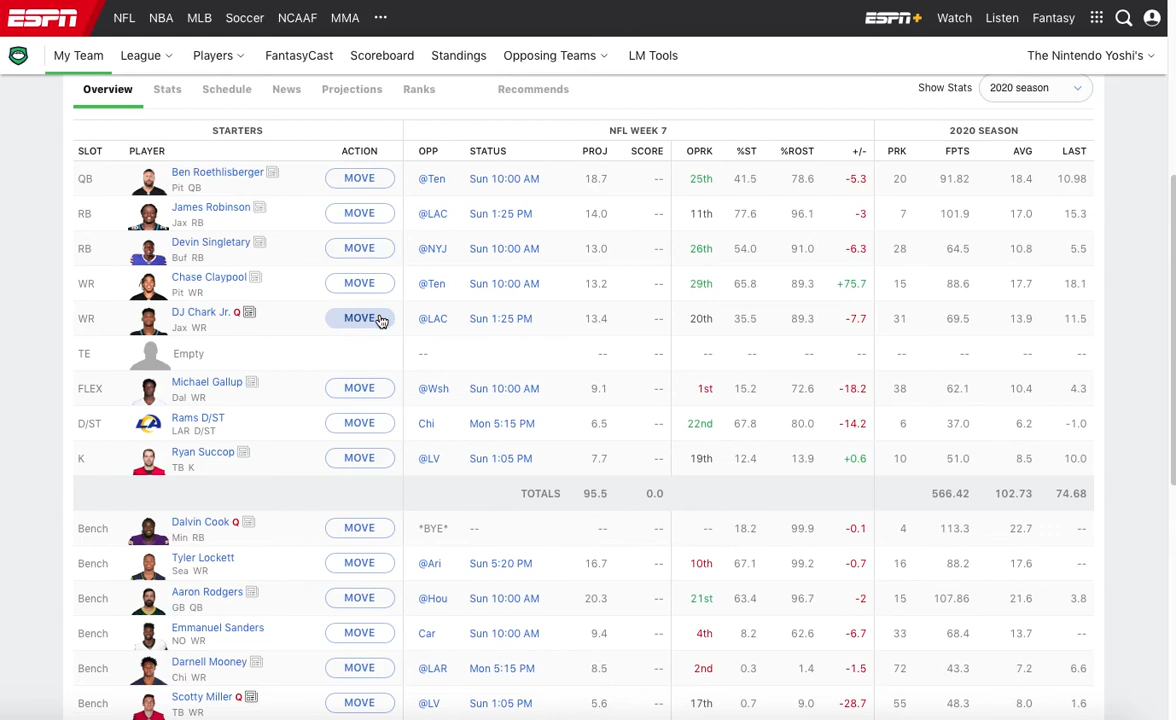 ESPN NFL NBA MLB Soccer NCAAF MMA ••• ESPN+ Watch Listen Fantasy
My Team League Players FantasyCast Scoreboard Standings Opposing Teams LM Tools The Nintendo Yoshi's
Overview Stats Schedule News Projections Ranks Recommends Show Stats 2020 season
STARTERS NFL WEEK 7 2020 SEASON
SLOT PLAYER ACTION OPP STATUS PROJ SCORE OPRK %ST %ROST +/- PRK FPTS AVG LAST
QB Ben Roethlisberger MOVE @Ten Sun 10:00 AM 18.7 -- 25th 41.5 78.6 -5.3 20 91.82 18.4 10.98
Pit QB
RB James Robinson MOVE @LAC Sun 1:25 PM 14.0 -- 11th 77.6 96.1 -3 7 101.9 17.0 15.3
Jax RB
RB Devin Singletary MOVE @NYJ Sun 10:00 AM 13.0 -- 26th 54.0 91.0 -6.3 28 64.5 10.8 5.5
Buf RB
WR Chase Claypool MOVE @Ten Sun 10:00 AM 13.2 -- 29th 65.8 89.3 +75.7 15 88.6 17.7 18.1
Pit WR
WR DJ Chark Jr. Q MOVE @LAC Sun 1:25 PM 13.4 -- 20th 35.5 89.3 -7.7 31 69.5 13.9 11.5
Jax WR
TE Empty -- -- -- -- -- -- -- -- -- -- --
FLEX Michael Gallup MOVE @Wsh Sun 10:00 AM 9.1 -- 1st 15.2 72.6 -18.2 38 62.1 10.4 4.3
Dal WR
D/ST Rams D/ST MOVE Chi Mon 5:15 PM 6.5 -- 22nd 67.8 80.0 -14.2 6 37.0 6.2 -1.0
LAR D/ST
K Ryan Succop MOVE @LV Sun 1:05 PM 7.7 -- 19th 12.4 13.9 +0.6 10 51.0 8.5 10.0
TB K
TOTALS 95.5 0.0 566.42 102.73 74.68
Bench Dalvin Cook Q MOVE *BYE* -- -- -- -- 18.2 99.9 -0.1 4 113.3 22.7 --
Min RB
Bench Tyler Lockett MOVE @Ari Sun 5:20 PM 16.7 -- 10th 67.1 99.2 -0.7 16 88.2 17.6 --
Sea WR
Bench Aaron Rodgers MOVE @Hou Sun 10:00 AM 20.3 -- 21st 63.4 96.7 -2 15 107.86 21.6 3.8
GB QB
Bench Emmanuel Sanders MOVE Car Sun 10:00 AM 9.4 -- 4th 8.2 62.6 -6.7 33 68.4 13.7 --
NO WR
Bench Darnell Mooney MOVE @LAR Mon 5:15 PM 8.5 -- 2nd 0.3 1.4 -1.5 72 43.3 7.2 6.6
Chi WR
Bench Scotty Miller Q MOVE @LV Sun 1:05 PM 5.6 -- 17th 0.7 9.0 -28.7 55 48.3 8.0 1.6
TB WR